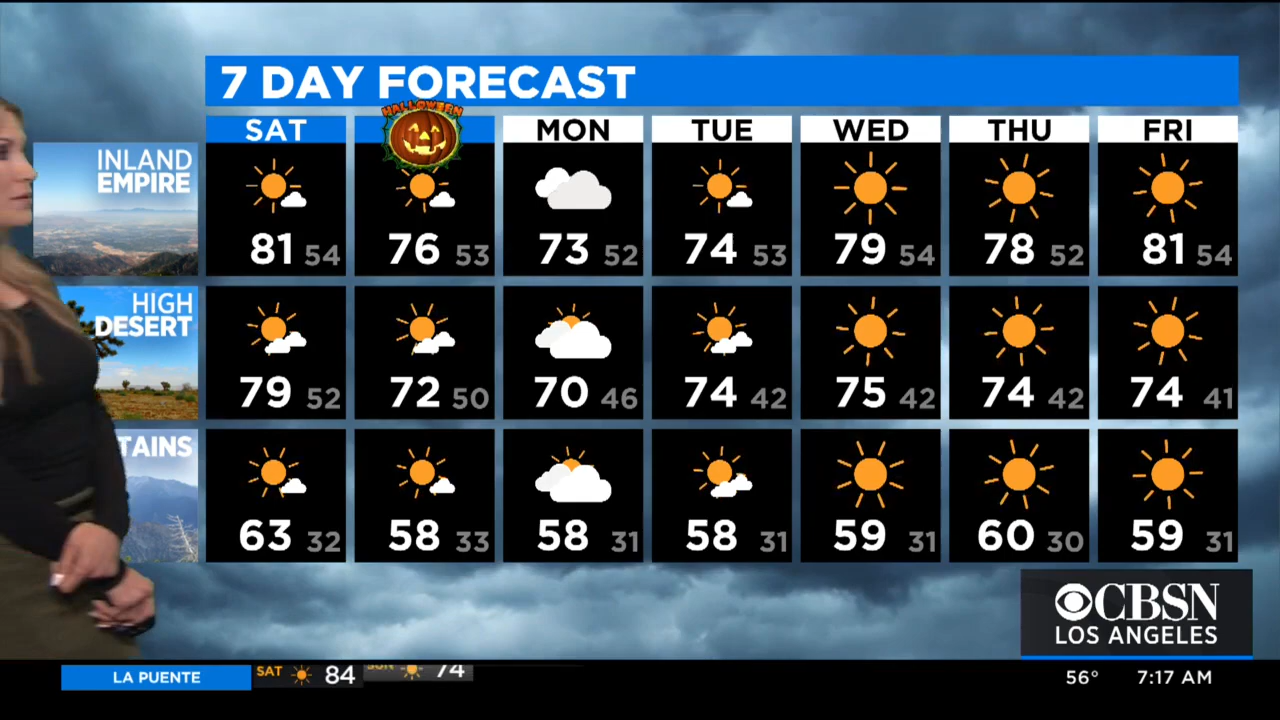 7 DAY FORECAST
SAT HALLOWEEN MON TUE WED THU FRI
INLAND
EMPIRE
81 54 76 53 73 52 74 53 79 54 78 52 81 54
HIGH
DESERT
79 52 72 50 70 46 74 42 75 42 74 42 74 41
TAINS
63 32 58 33 58 31 58 31 59 31 60 30 59 31
CBSN
LOS ANGELES
LA PUENTE SAT 84 SUN 74 56° 7:17 AM